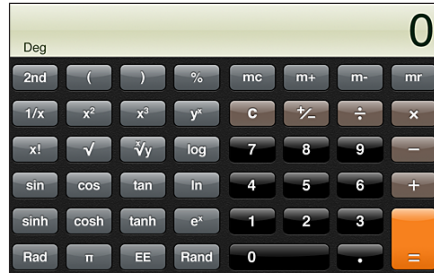 0
Deg
2nd ( ) % mc m+ m- mr
1/x x² x³ yˣ C +/− ÷ ×
x! √ ˣ√y log 7 8 9 −
sin cos tan ln 4 5 6 +
sinh cosh tanh eˣ 1 2 3
Rad π EE Rand 0 . =